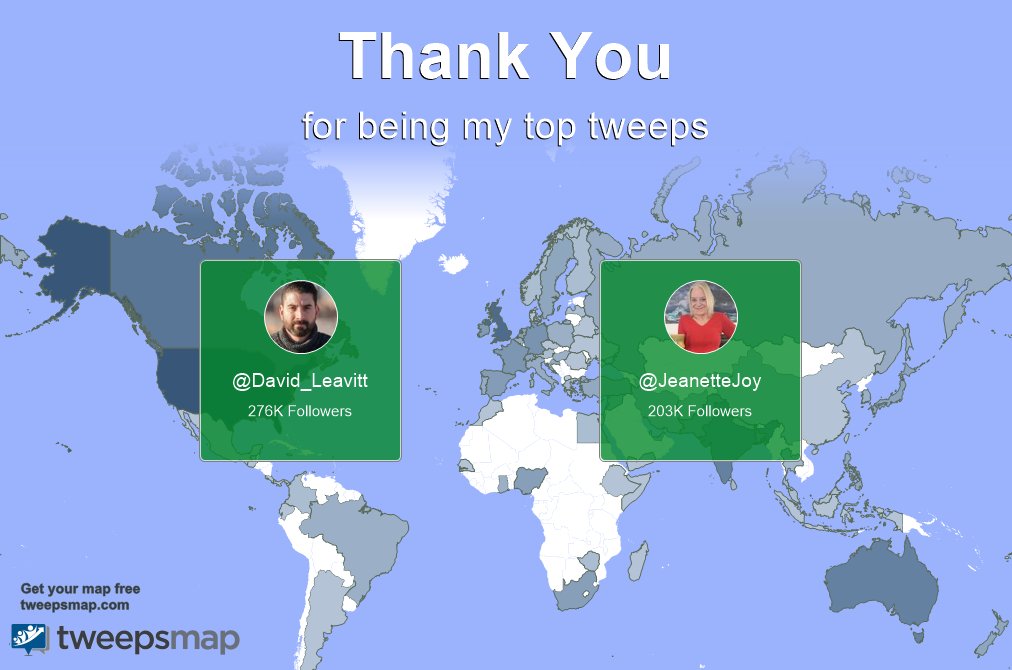 Thank You
for being my top tweeps
@David_Leavitt
276K Followers
@JeanetteJoy
203K Followers
Get your map free
tweepsmap.com
tweepsmap